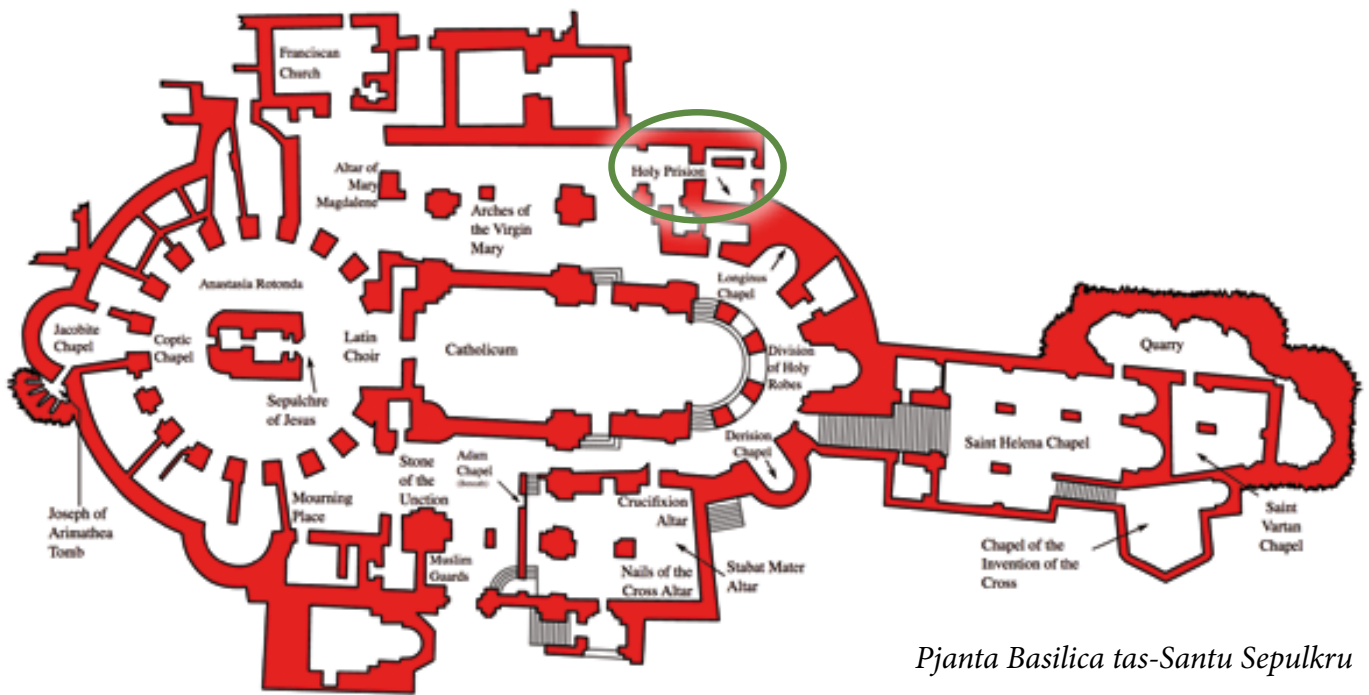 Franciscan
Church
Altar of
Mary
Magdalene
Arches of
the Virgin
Mary
Holy Prision
Longinus
Chapel
Anastasia Rotonda
Jacobite
Chapel
Coptic
Chapel
Latin
Choir
Catholicum
Division
of Holy
Robes
Quarry
Sepulchre
of Jesus
Saint Helena Chapel
Derision
Chapel
Adam
Chapel
(Beneath)
Stone
of the
Unction
Crucifixion
Altar
Mourning
Place
Joseph of
Arimathea
Tomb
Saint
Vartan
Chapel
Muslim
Guards
Nails of the
Cross Altar
Stabat Mater
Altar
Chapel of the
Invention of the
Cross
Pjanta Basilica tas-Santu Sepulkru